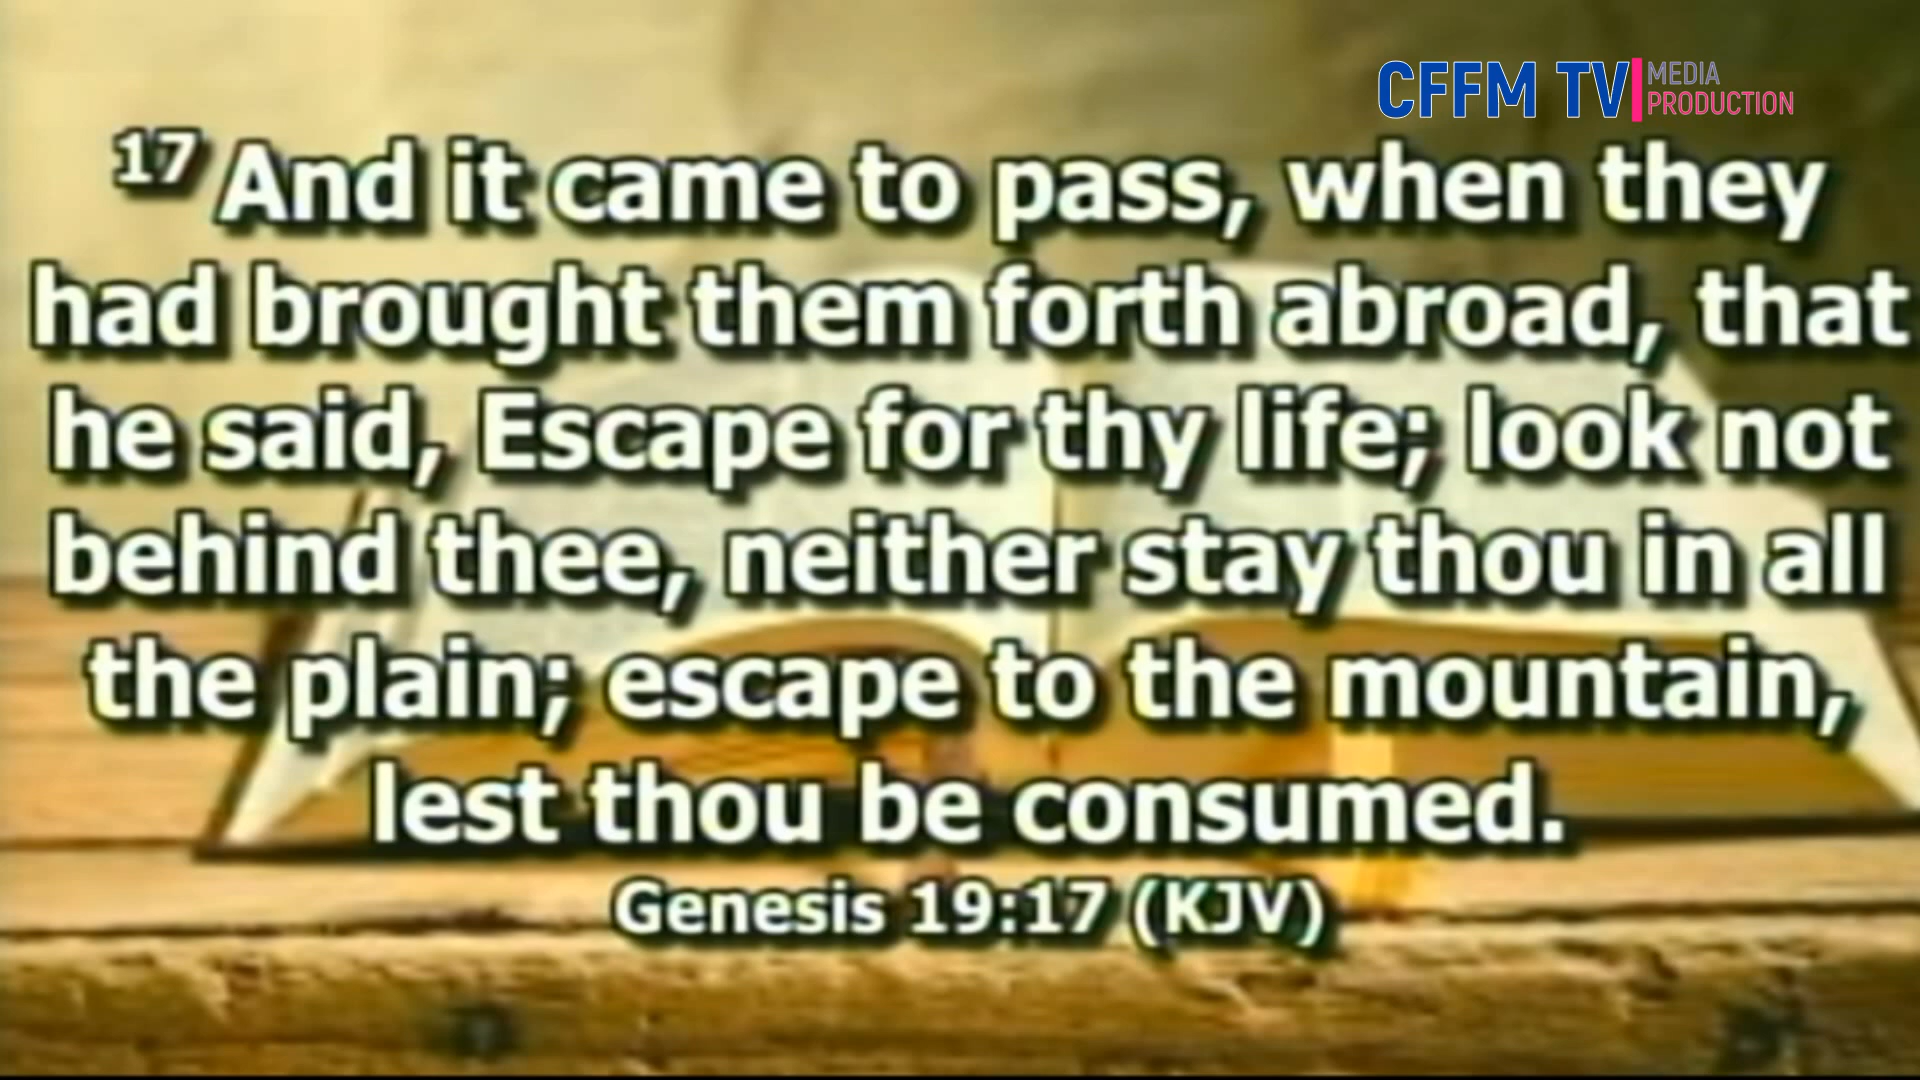 CFFM TV MEDIA
PRODUCTION
17 And it came to pass, when they
had brought them forth abroad, that
he said, Escape for thy life; look not
behind thee, neither stay thou in all
the plain; escape to the mountain,
lest thou be consumed.
Genesis 19:17 (KJV)